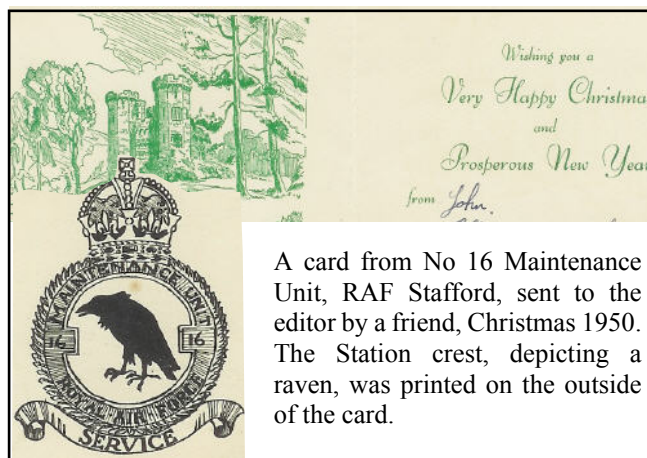 Wishing you a
Very Happy Christma
and
Prosperous New Year
from John.
MAINTENANCE UNIT
16 16
ROYAL AIR FORCE
SERVICE
A card from No 16 Maintenance
Unit, RAF Stafford, sent to the
editor by a friend, Christmas 1950.
The Station crest, depicting a
raven, was printed on the outside
of the card.